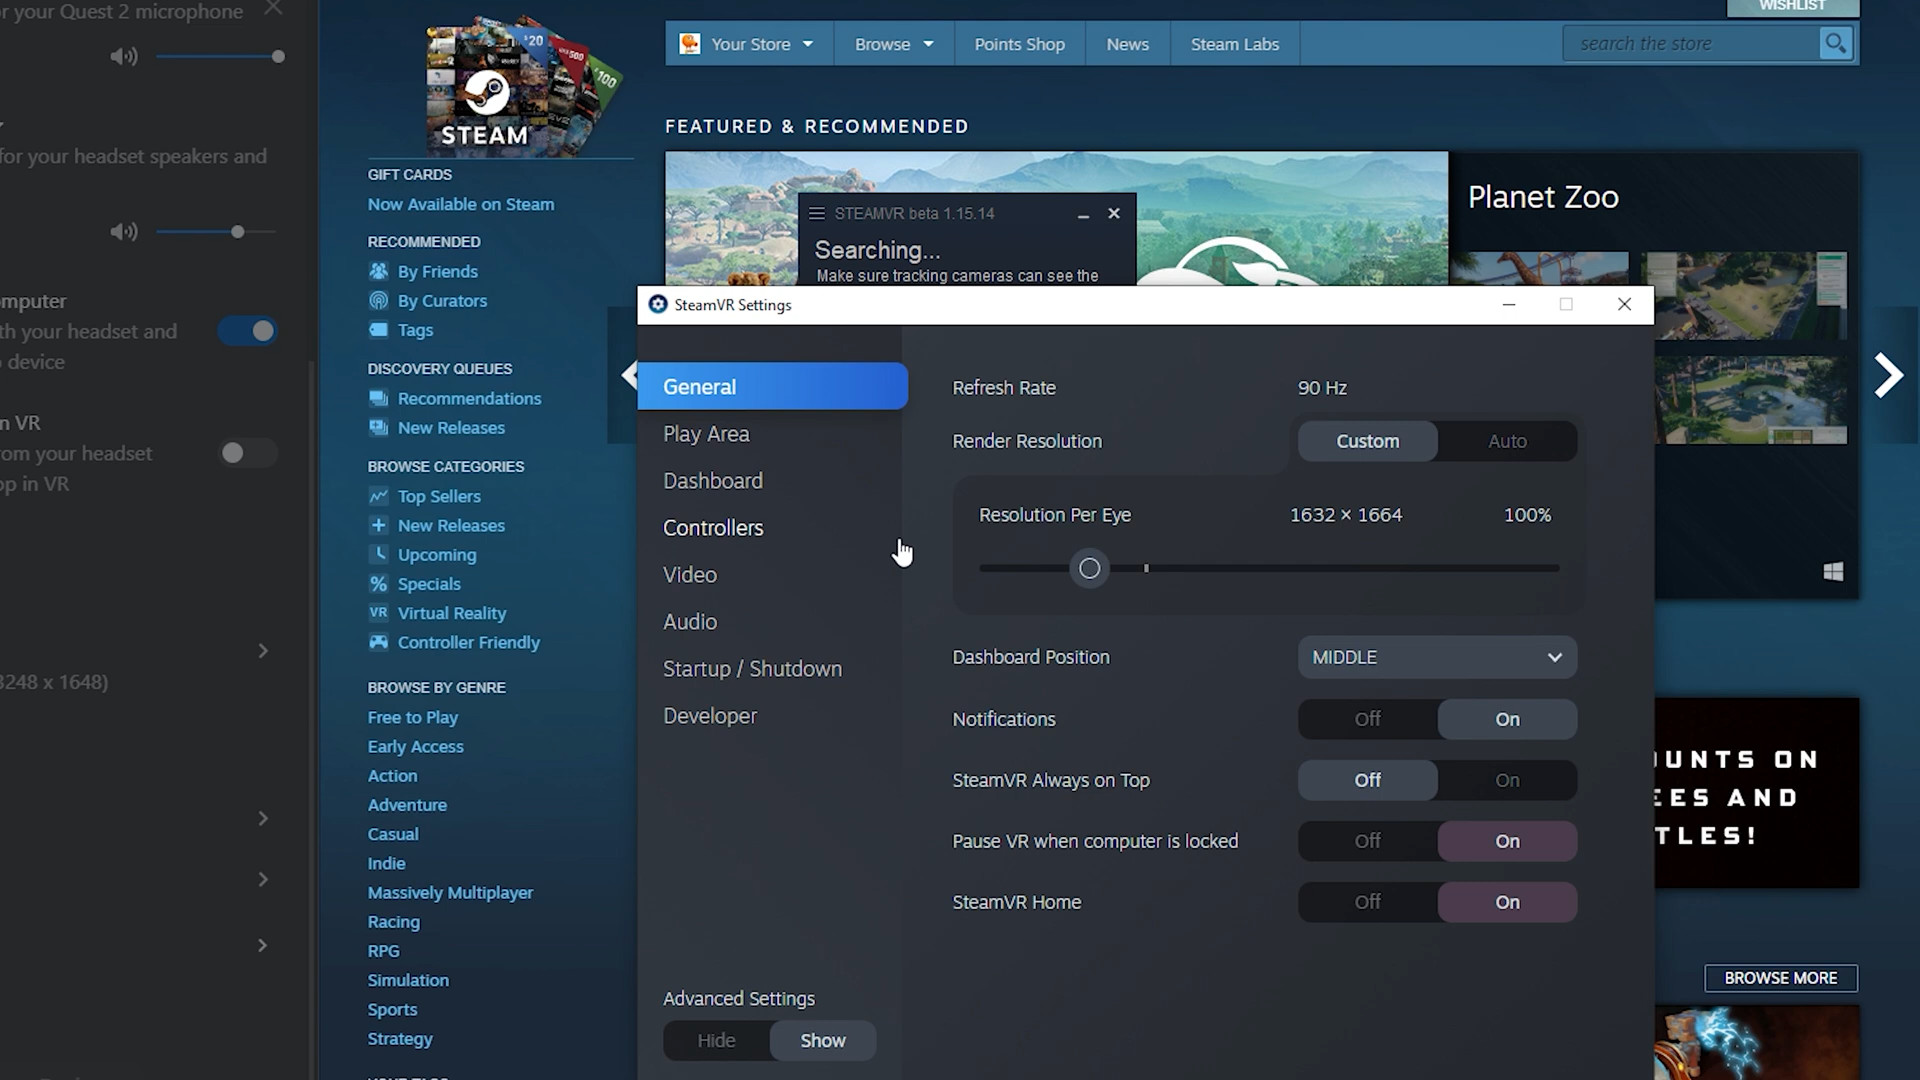 r your Quest 2 microphone
for your headset speakers and
omputer
th your headset and
device
n VR
rom your headset
op in VR
3248 x 1648)
$20
$100
STEAM
GIFT CARDS
Now Available on Steam
RECOMMENDED
By Friends
By Curators
Tags
DISCOVERY QUEUES
Recommendations
New Releases
BROWSE CATEGORIES
Top Sellers
New Releases
Upcoming
Specials
VR Virtual Reality
Controller Friendly
BROWSE BY GENRE
Free to Play
Early Access
Action
Adventure
Casual
Indie
Massively Multiplayer
Racing
RPG
Simulation
Sports
Strategy
WISHLIST
Your Store
Browse
Points Shop
News
Steam Labs
search the store
FEATURED & RECOMMENDED
Planet Zoo
STEAMVR beta 1.15.14
Searching...
Make sure tracking cameras can see the
SteamVR Settings
General
Play Area
Dashboard
Controllers
Video
Audio
Startup / Shutdown
Developer
Advanced Settings
Hide Show
Refresh Rate 90 Hz
Render Resolution Custom Auto
Resolution Per Eye 1632 × 1664 100%
Dashboard Position MIDDLE
Notifications Off On
SteamVR Always on Top Off On
Pause VR when computer is locked Off On
SteamVR Home Off On
UNTS ON
EES AND
TLES!
BROWSE MORE